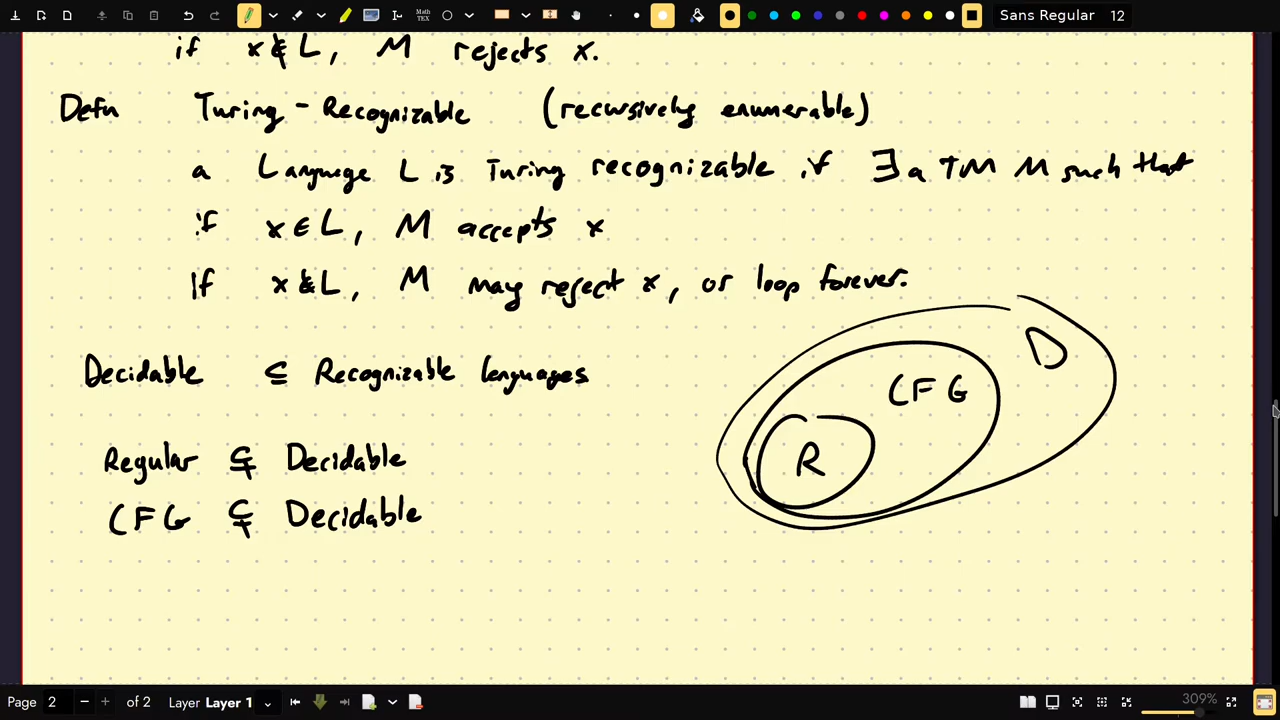 Math
TEX
Sans Regular 12
if x∉L, M rejects x.
Defn Turing - Recognizable (recursively enumerable)
a Language L is Turing recognizable if ∃ a TM M such that
if x∈L, M accepts x
If x∉L, M may reject x, or loop forever.
D
Decidable ⊆ Recognizable languages
CFG
Regular ⊊ Decidable
R
CFG ⊊ Decidable
Page 2 of 2 Layer Layer 1 309%